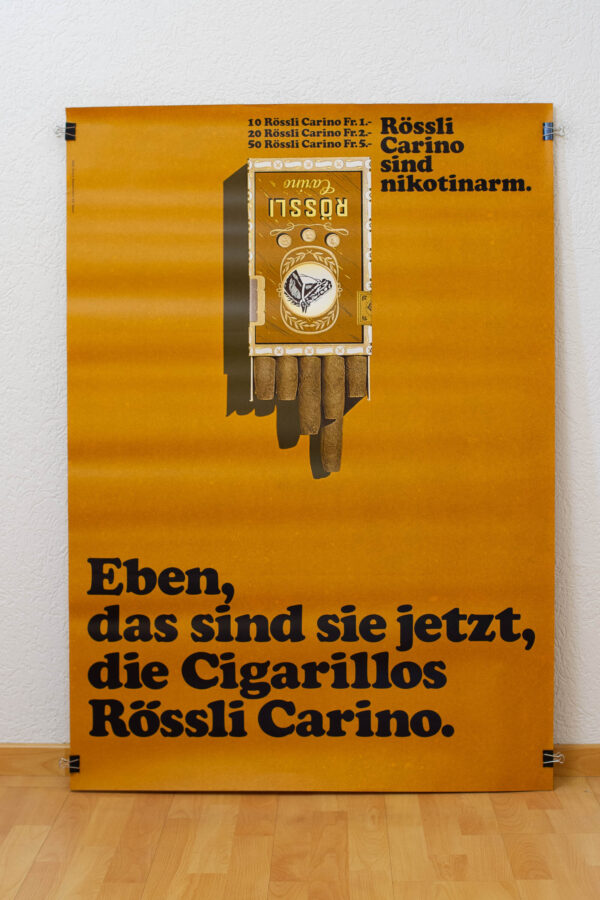 10 Rössli Carino Fr. 1.-
20 Rössli Carino Fr. 2.-
50 Rössli Carino Fr. 5.-
Rössli
Carino
sind
nikotinarm.
RÖSSLI
Carino
Eben,
das sind sie jetzt,
die Cigarillos
Rössli Carino.